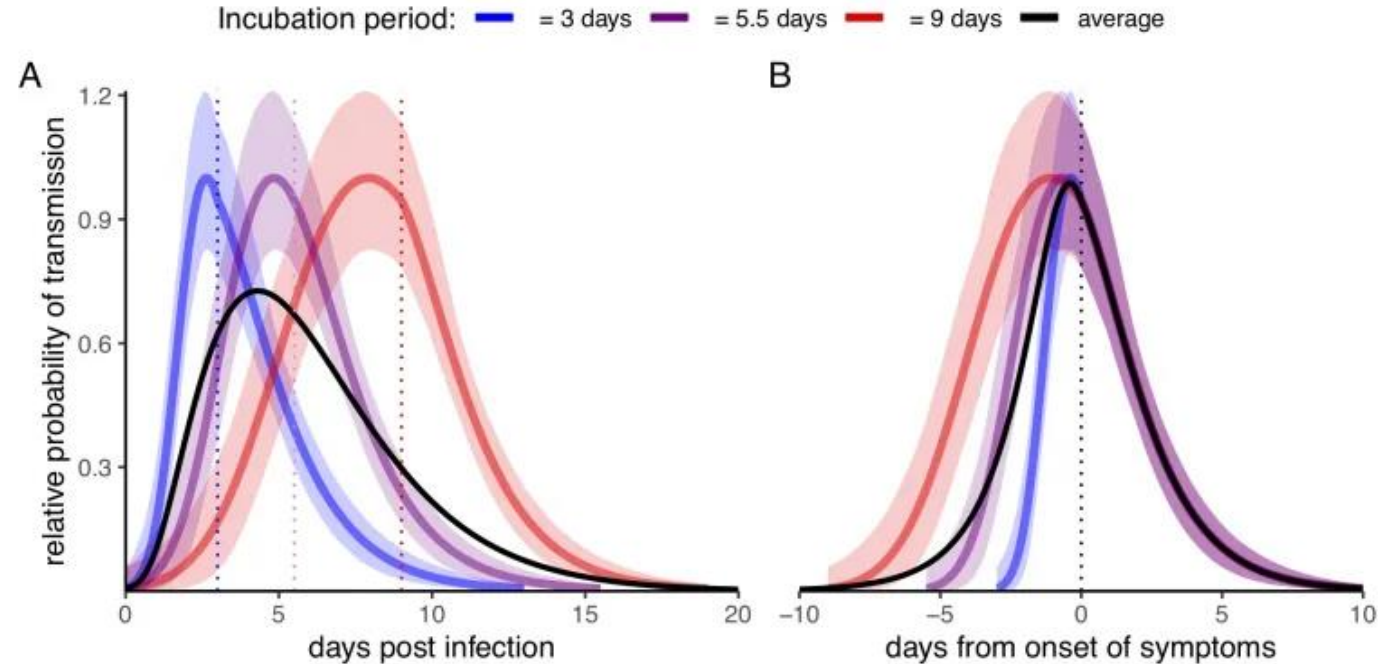 Incubation period: = 3 days = 5.5 days = 9 days average
A
B
1.2
0.9
0.6
0.3
relative probability of transmission
0 5 10 15 20
days post infection
−10 −5 0 5 10
days from onset of symptoms